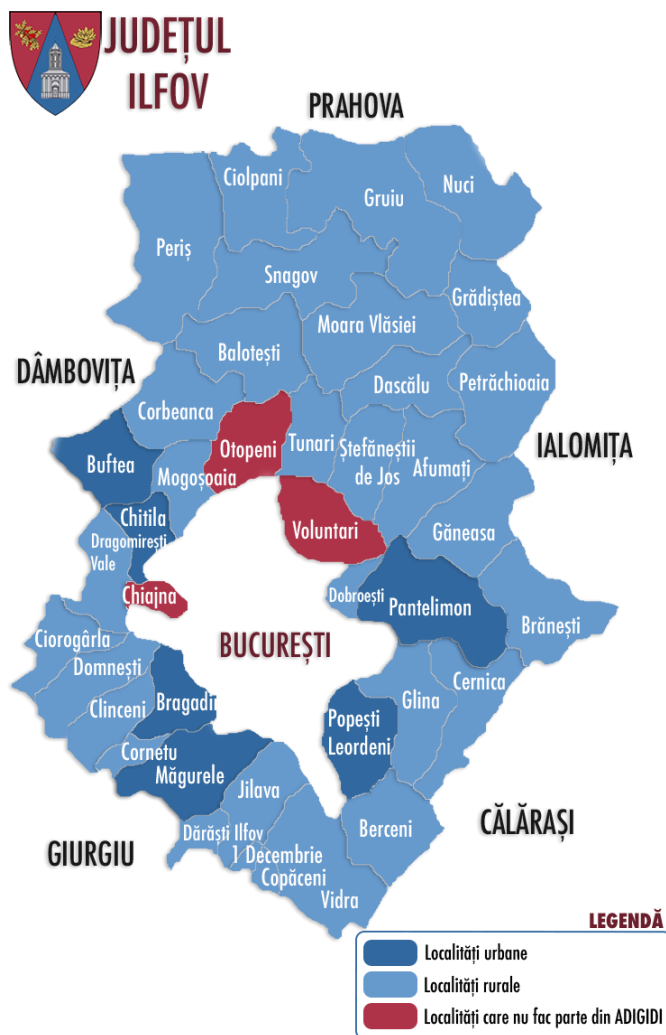 JUDEȚUL
ILFOV
PRAHOVA
Ciolpani
Gruiu
Nuci
Periș
Snagov
Grădiștea
Moara Vlăsiei
Balotești
DÂMBOVIȚA
Dascălu
Petrăchioaia
Corbeanca
Otopeni
Tunari
Ștefăneștii
de Jos
Afumați
IALOMIȚA
Buftea
Mogoșoaia
Chitila
Voluntari
Găneasa
Dragomirești
Vale
Chiajna
Dobroești
Pantelimon
Brănești
Ciorogârla
BUCUREȘTI
Domnești
Cernica
Clinceni
Bragadir
Glina
Popești
Leordeni
Cornetu
Măgurele
Jilava
GIURGIU
Dărăști Ilfov
Berceni
CĂLĂRAȘI
1 Decembrie
Copăceni
Vidra
LEGENDĂ
Localități urbane
Localități rurale
Localități care nu fac parte din ADIGIDI